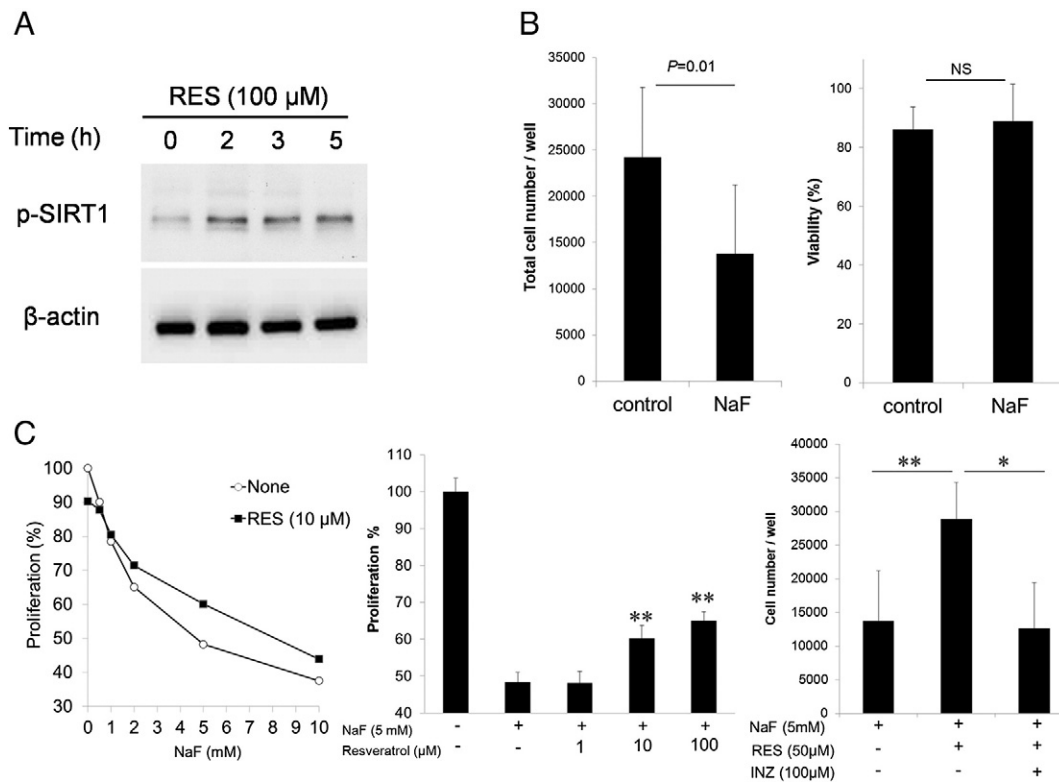 A
RES (100 µM)
Time (h) 0 2 3 5
p-SIRT1
β-actin
B
Total cell number / well
35000
30000
25000
20000
15000
10000
5000
0
P=0.01
control NaF
Viability (%)
100
80
60
40
20
0
NS
control NaF
C
Proliferation (%)
100
90
80
70
60
50
40
30
None
RES (10 µM)
0 1 2 3 4 5 6 7 8 9 10
NaF (mM)
Proliferation %
110
100
90
80
70
60
50
40
** **
NaF (5 mM) - + + + +
Resveratrol (µM) - - 1 10 100
Cell number / well
40000
35000
30000
25000
20000
15000
10000
5000
0
** *
NaF (5mM) + + +
RES (50µM) - + +
INZ (100µM) - - +